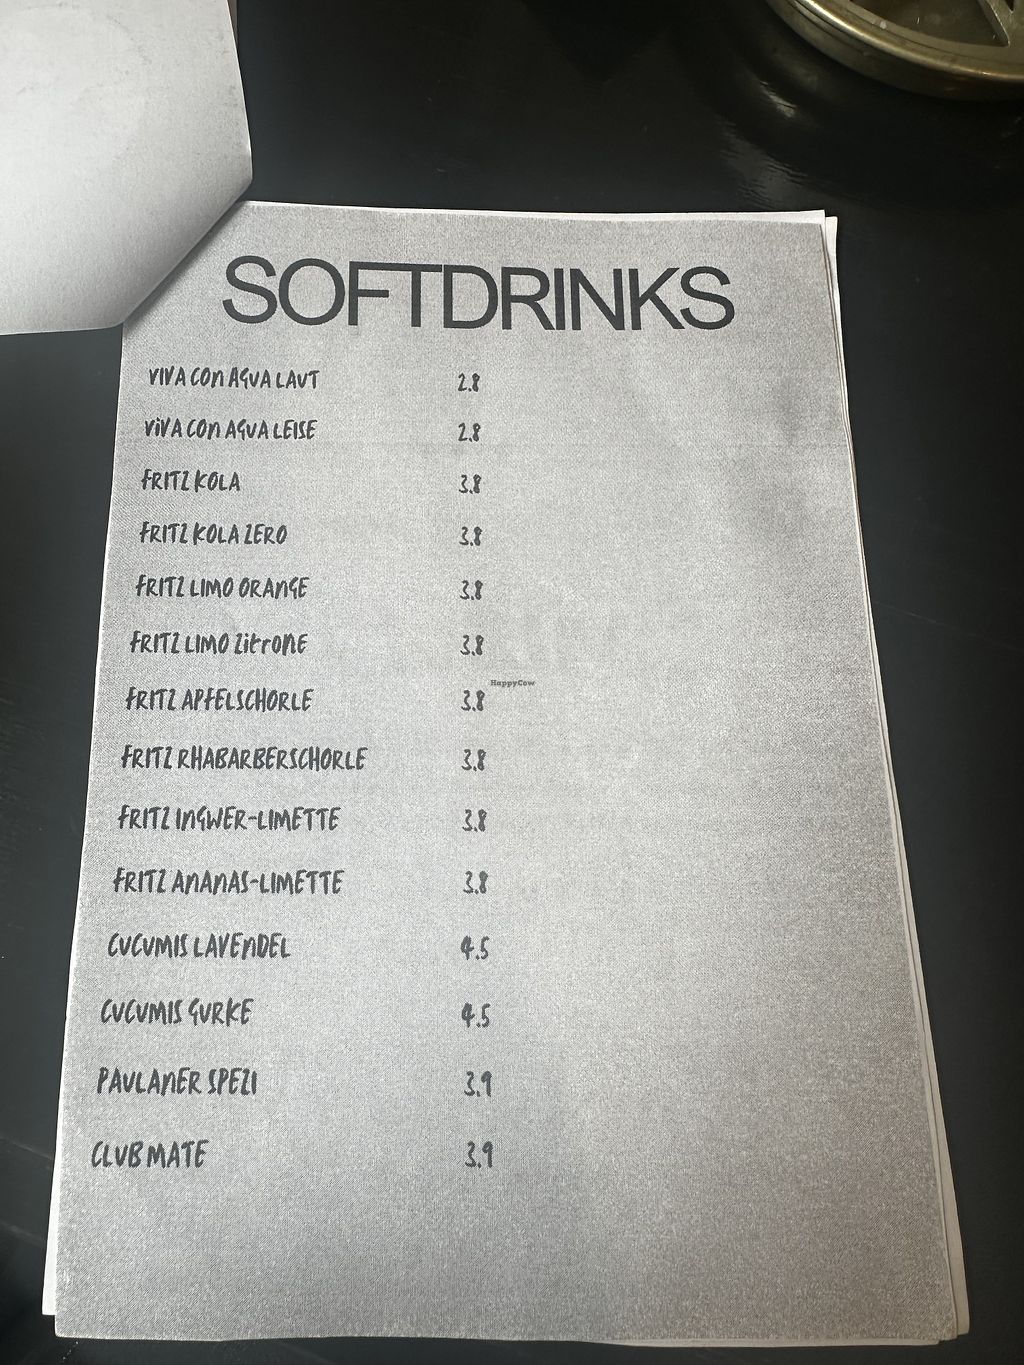 SOFTDRINKS
VIVA CON AGUA LAUT 2.8
VIVA CON AGUA LEISE 2.8
FRITZ KOLA 3.8
FRITZ KOLA ZERO 3.8
FRITZ LIMO ORANGE 3.8
FRITZ LIMO ZITRONE 3.8
HappyCow
FRITZ APFELSCHORLE 3.8
FRITZ RHABARBERSCHORLE 3.8
FRITZ INGWER-LIMETTE 3.8
FRITZ ANANAS-LIMETTE 3.8
CUCUMIS LAVENDEL 4.5
CUCUMIS GURKE 4.5
PAULANER SPEZI 3.9
CLUB MATE 3.9